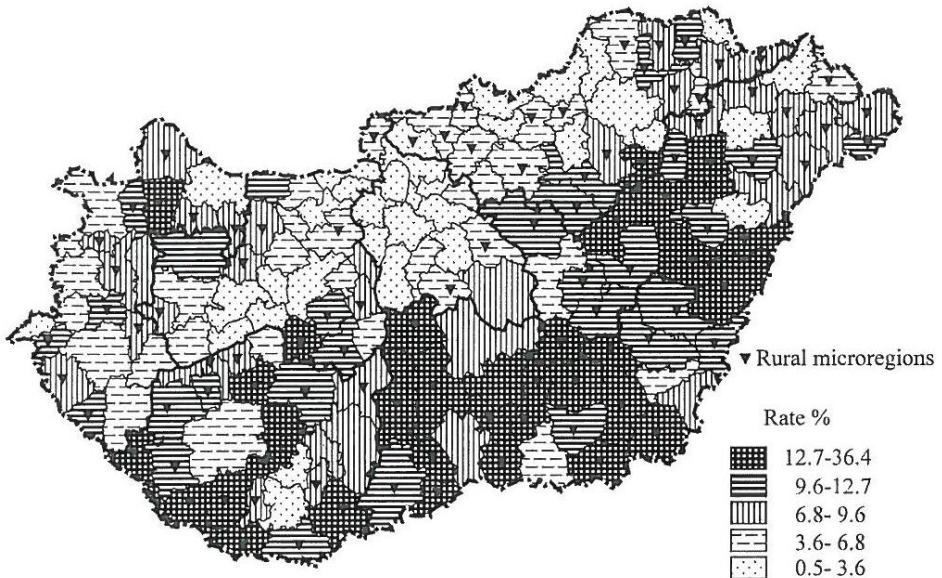 Rural microregions
Rate %
12.7-36.4
9.6-12.7
6.8- 9.6
3.6- 6.8
0.5- 3.6